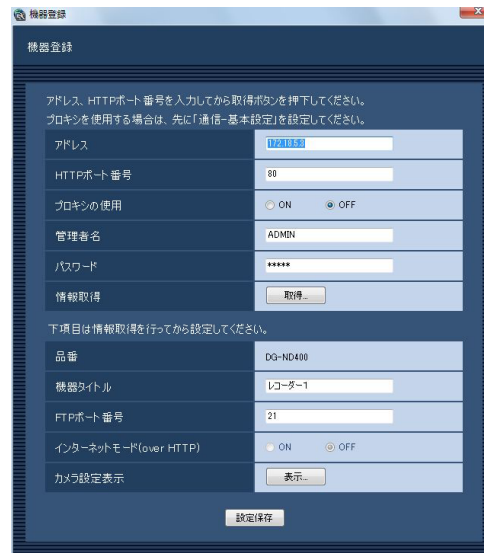 機器登録
機器登録
アドレス、HTTPポート番号を入力してから取得ボタンを押下してください。
プロキシを使用する場合は、先に「通信-基本設定」を設定してください。
アドレス 172.18.5.3
HTTPポート番号 80
プロキシの使用 ON OFF
管理者名 ADMIN
パスワード *****
情報取得 取得...
下項目は情報取得を行ってから設定してください。
品番 DG-ND400
機器タイトル レコーダー1
FTPポート番号 21
インターネットモード(over HTTP) ON OFF
カメラ設定表示 表示...
設定保存